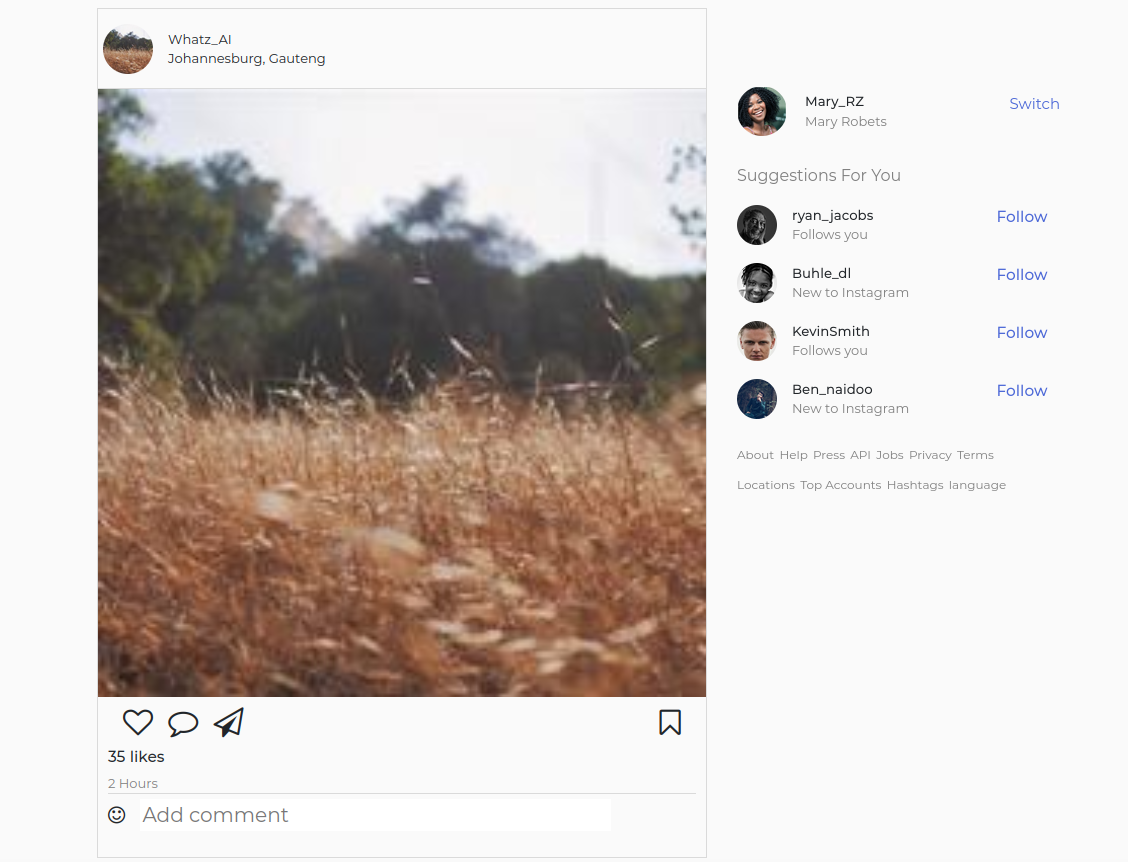 Whatz_AI
Johannesburg, Gauteng
Mary_RZ
Mary Robets
Switch
Suggestions For You
ryan_jacobs
Follows you
Follow
Buhle_dl
New to Instagram
Follow
KevinSmith
Follows you
Follow
Ben_naidoo
New to Instagram
Follow
About Help Press API Jobs Privacy Terms
Locations Top Accounts Hashtags language
35 likes
2 Hours
Add comment